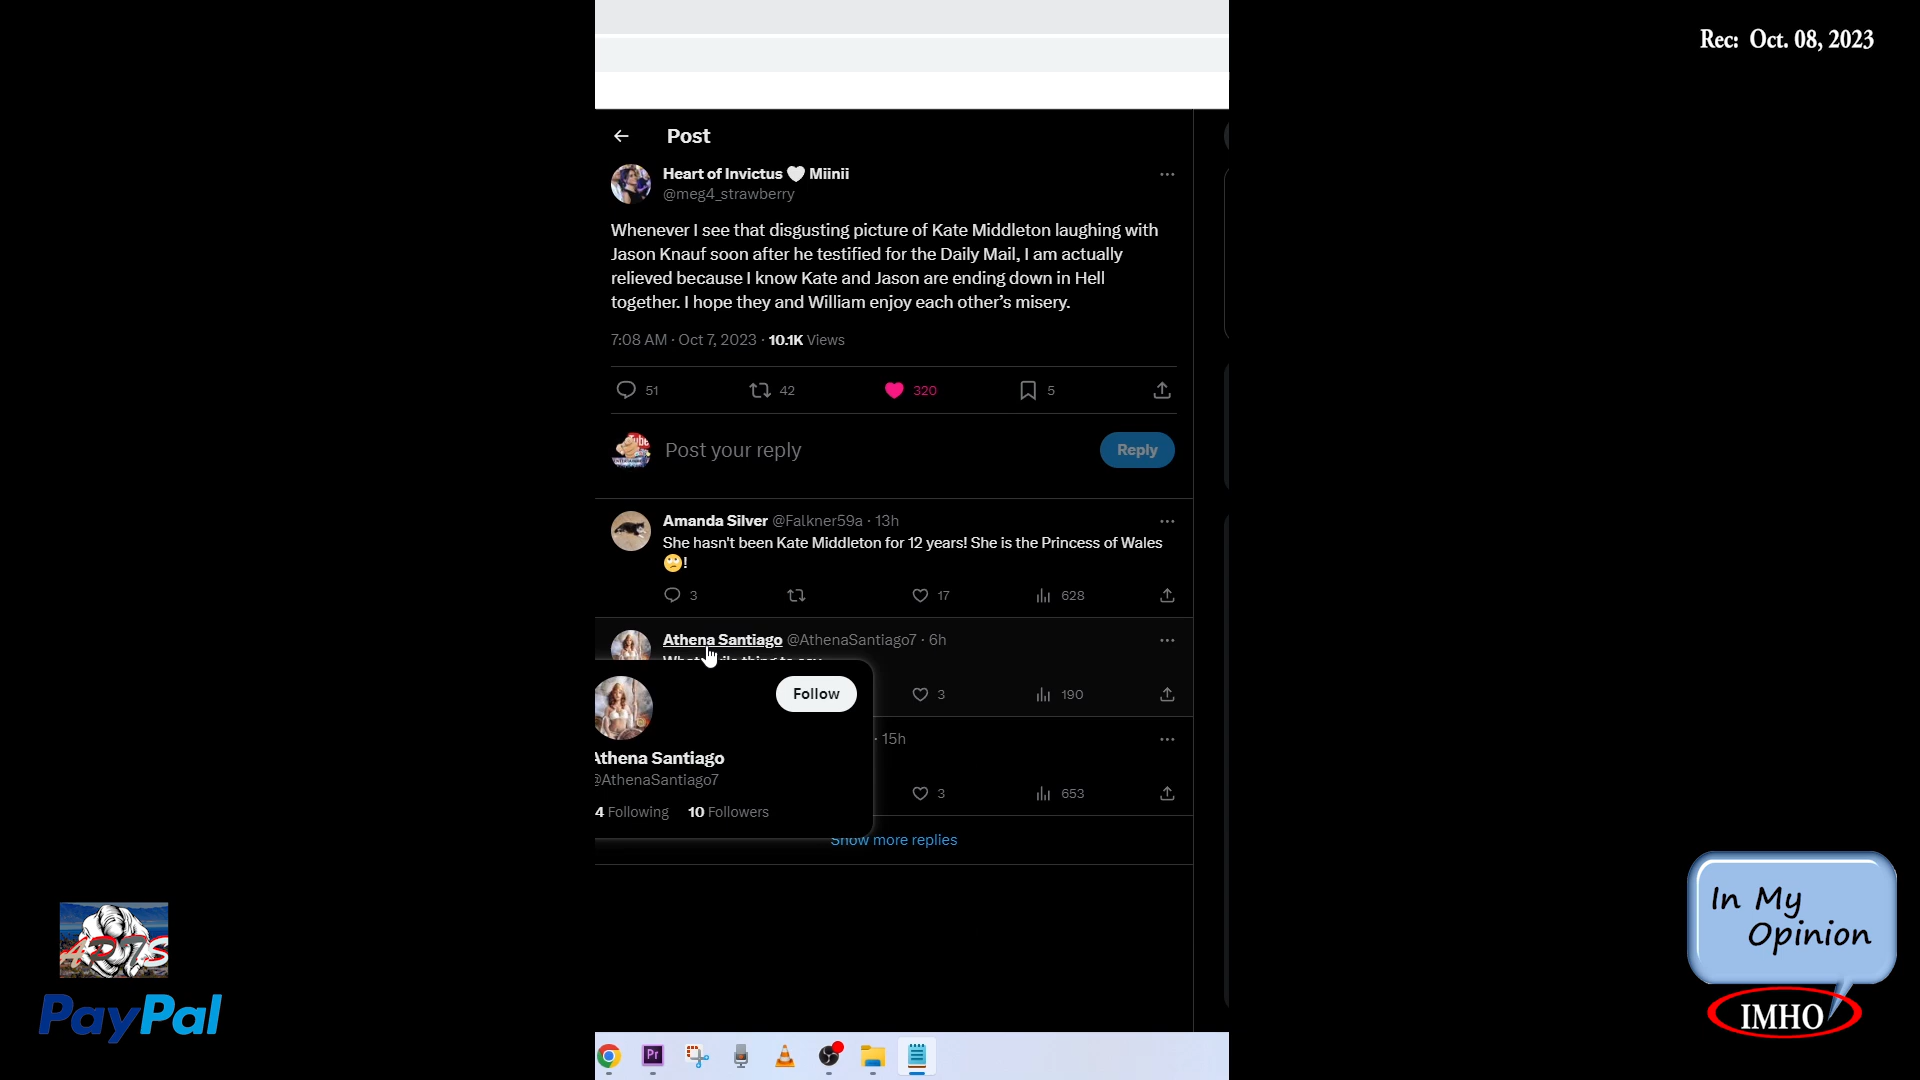 Rec: Oct. 08, 2023
Post
Heart of Invictus 🤍 Miinii
@meg4_strawberry
Whenever I see that disgusting picture of Kate Middleton laughing with
Jason Knauf soon after he testified for the Daily Mail, I am actually
relieved because I know Kate and Jason are ending down in Hell
together. I hope they and William enjoy each other’s misery.
7:08 AM · Oct 7, 2023 · 10.1K Views
51 42 320 5
Post your reply
Reply
Amanda Silver @Falkner59a · 13h
She hasn't been Kate Middleton for 12 years! She is the Princess of Wales
🙄!
3 17 628
Athena Santiago @AthenaSantiago7 · 6h
3 190
Follow
Athena Santiago
@AthenaSantiago7
4 Following 10 Followers
· 15h
3 653
Show more replies
PayPal
In My
Opinion
IMHO
Pr